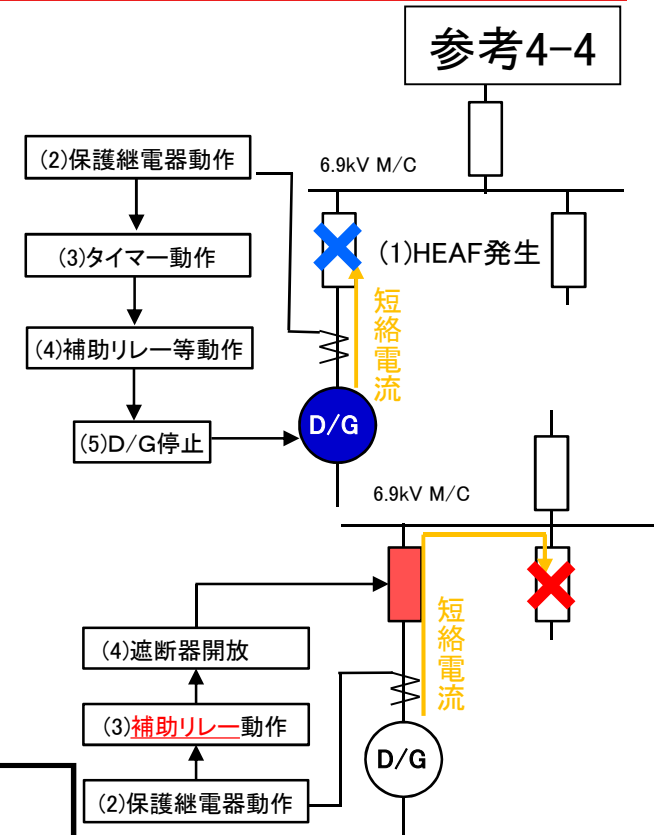 参考4-4
(2)保護継電器動作
6.9kV M/C
(3)タイマー動作
(1)HEAF発生
短絡電流
(4)補助リレー等動作
(5)D/G停止
D/G
6.9kV M/C
短絡電流
(4)遮断器開放
(3)補助リレー動作
D/G
(2)保護継電器動作